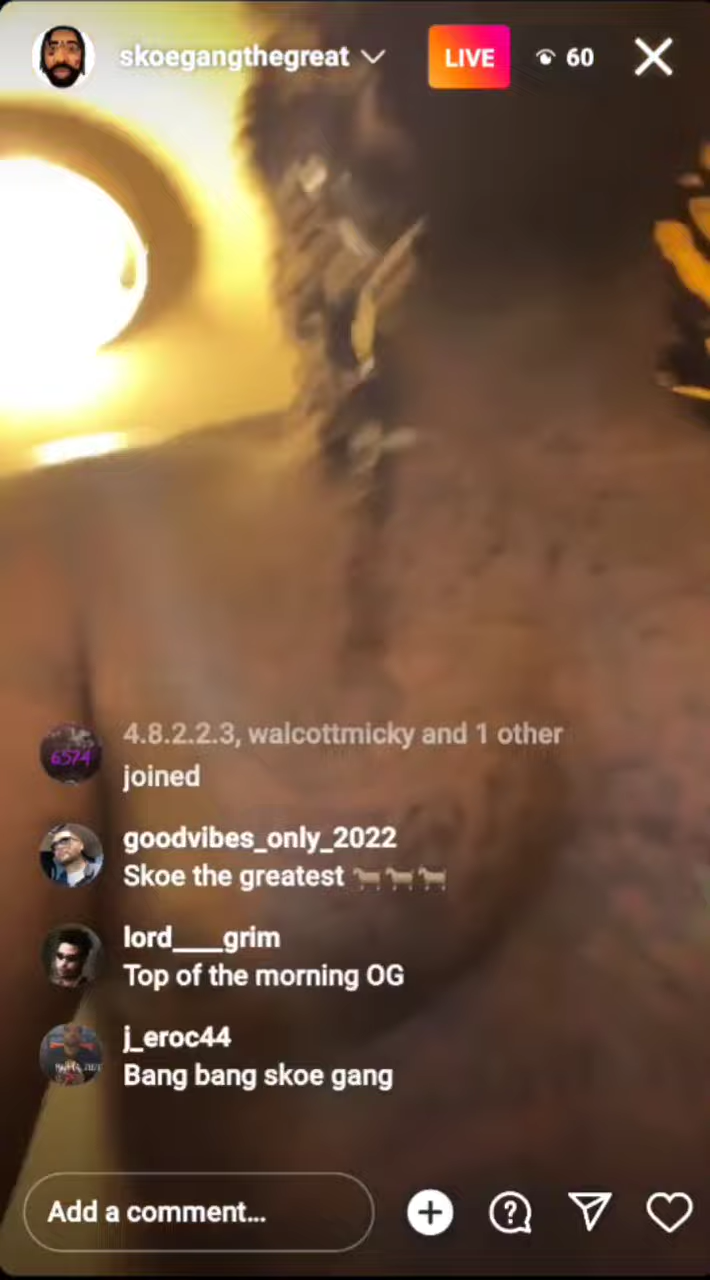 skoegangthegreat
LIVE
60
6574
4.8.2.2.3, walcottmicky and 1 other
joined
goodvibes_only_2022
Skoe the greatest 🐐🐐🐐
lord____grim
Top of the morning OG
j_eroc44
Bang bang skoe gang
Add a comment...